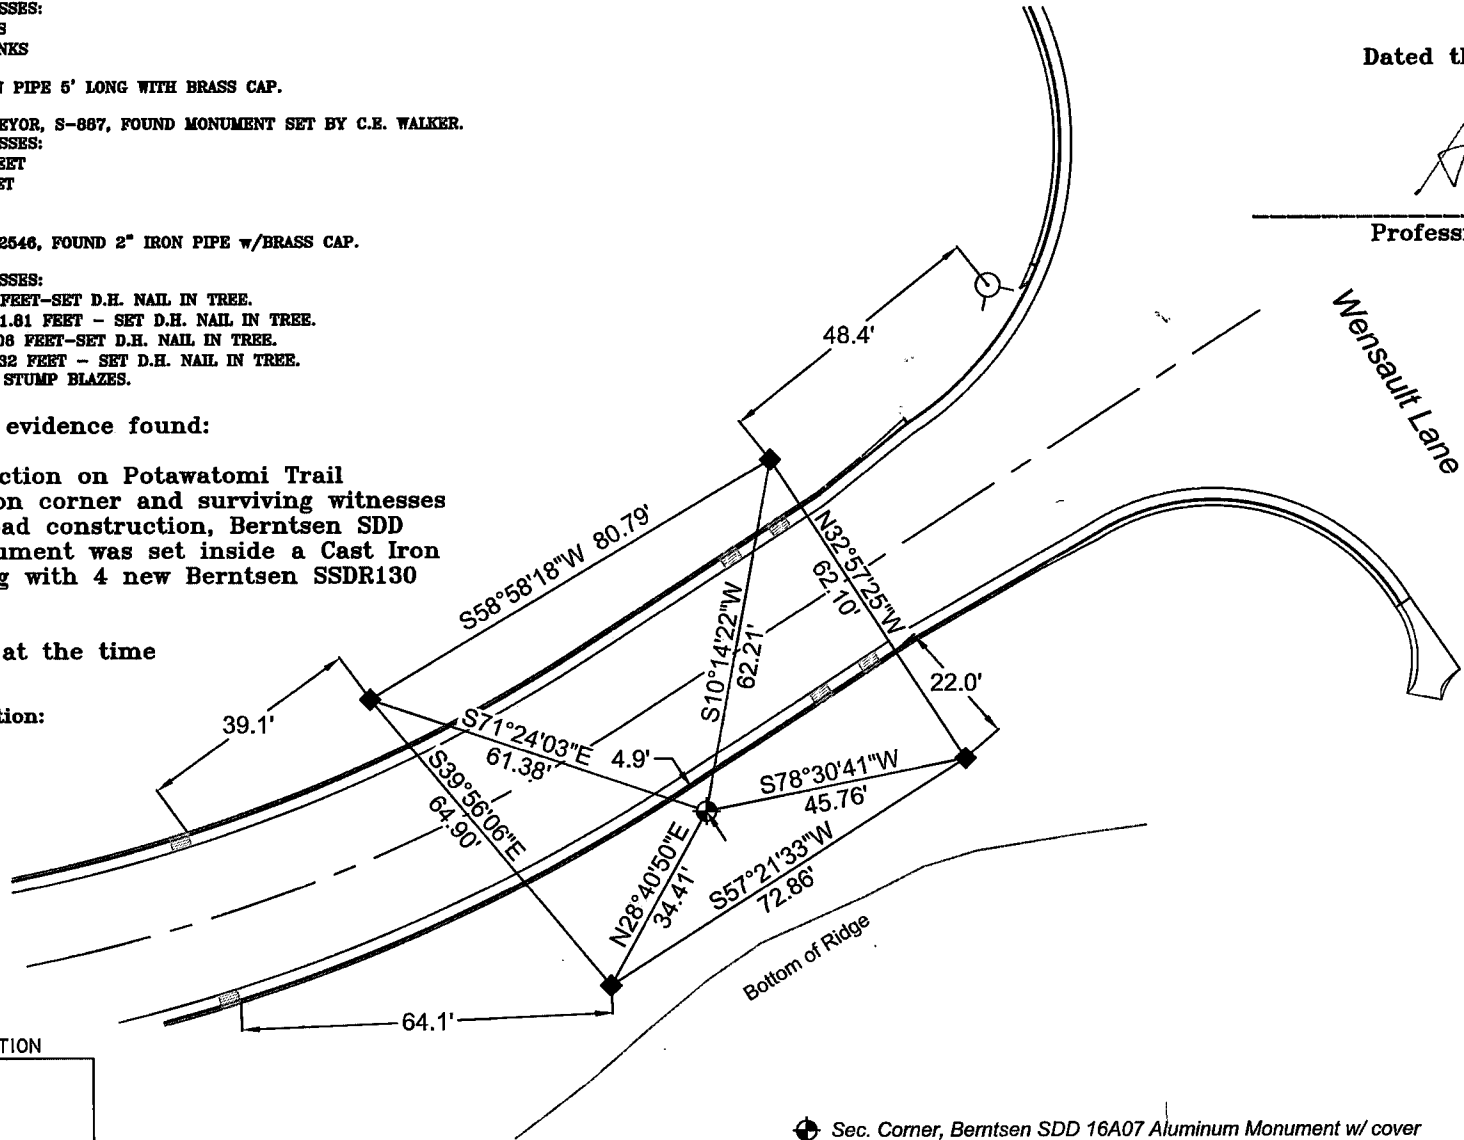 SSES:
S
NKS
N PIPE 5' LONG WITH BRASS CAP.
EYOR, S-887, FOUND MONUMENT SET BY C.E. WALKER.
SSES:
EET
ET
2546, FOUND 2" IRON PIPE w/BRASS CAP.
SSES:
FEET-SET D.H. NAIL IN TREE.
1.81 FEET - SET D.H. NAIL IN TREE.
08 FEET-SET D.H. NAIL IN TREE.
32 FEET - SET D.H. NAIL IN TREE.
STUMP BLAZES.
evidence found:
ction on Potawatomi Trail
on corner and surviving witnesses
ad construction, Berntsen SDD
ument was set inside a Cast Iron
g with 4 new Berntsen SSDR130
at the time
tion:
TION
Dated th
Profess
Wensault Lane
48.4'
S58°58'18"W 80.79'
N32°57'25"W
62.10'
S10°14'22"W
62.21'
22.0'
39.1'
S71°24'03"E
61.38'
4.9'
S78°30'41"W
45.76'
S39°56'06"E
64.90'
N28°40'50"E
34.41'
S57°21'33"W
72.86'
Bottom of Ridge
64.1'
Sec. Corner, Berntsen SDD 16A07 Aluminum Monument w/ cover